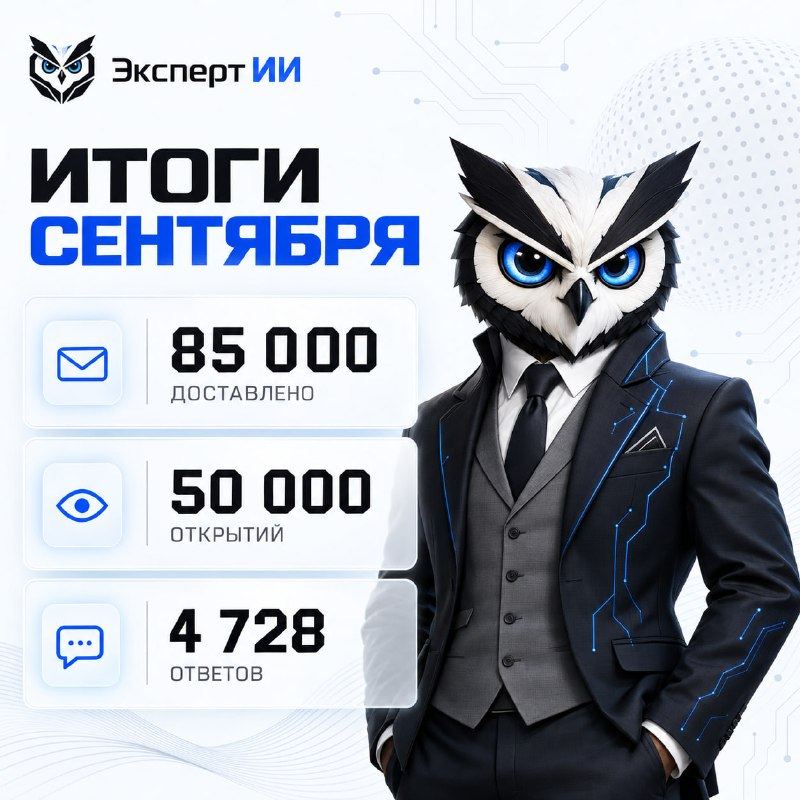 Эксперт ИИ
ИТОГИ
СЕНТЯБРЯ
85 000
ДОСТАВЛЕНО
50 000
ОТКРЫТИЙ
4 728
ОТВЕТОВ